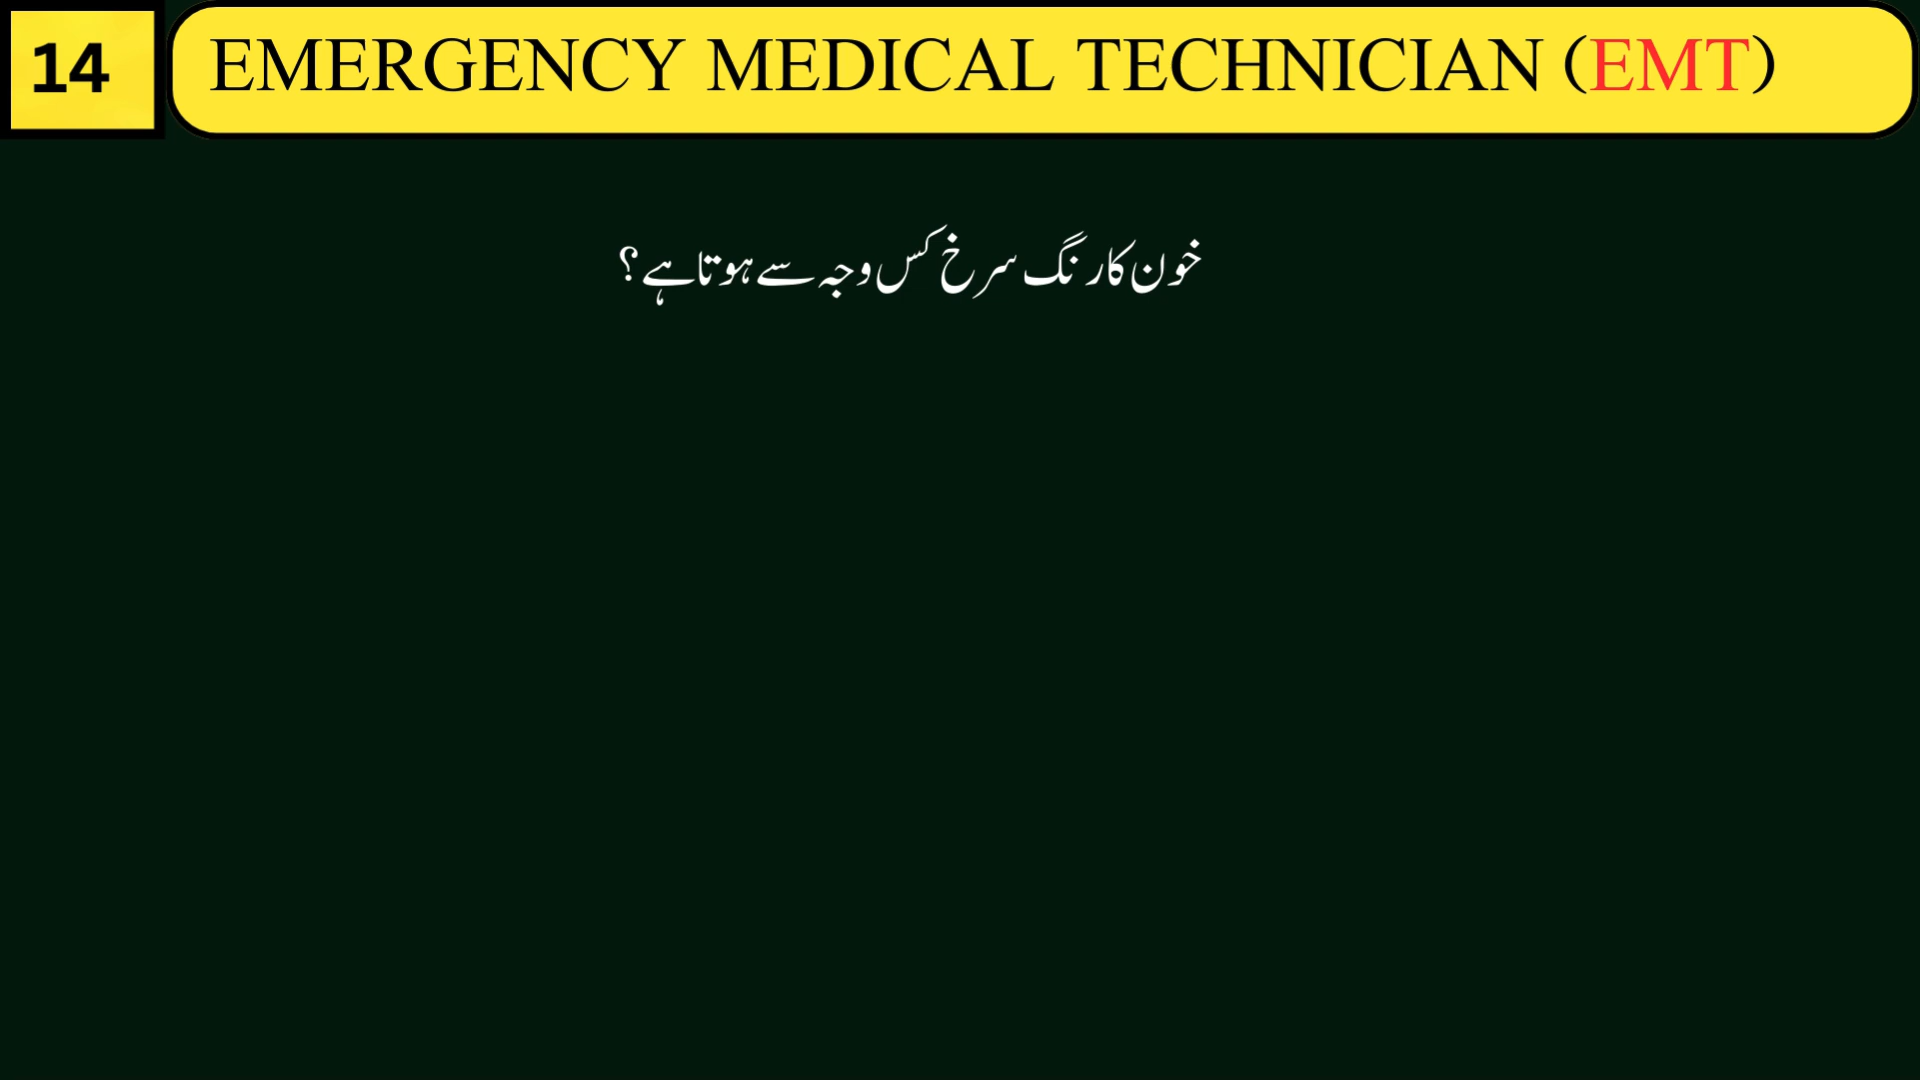 14
EMERGENCY MEDICAL TECHNICIAN (EMT)
خون کا رنگ سرخ کس وجہ سے ہوتا ہے ؟